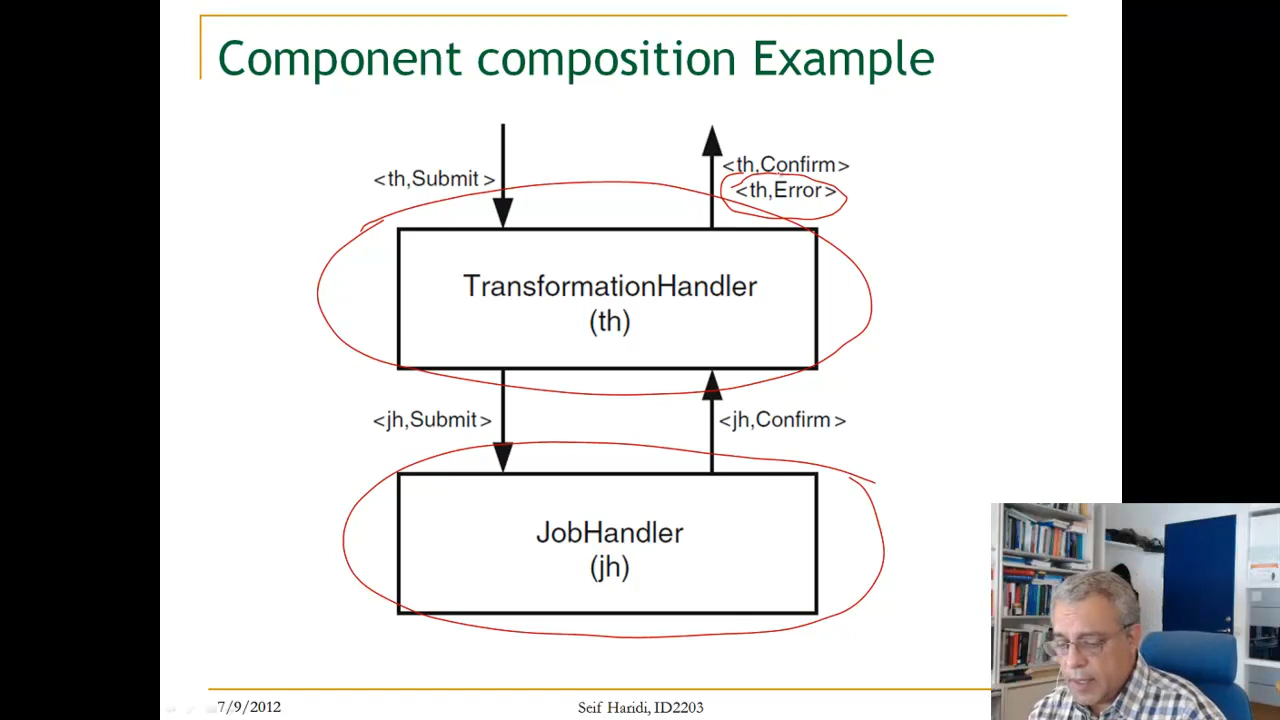 Component composition Example
<th,Submit >
<th,Confirm>
<th,Error>
TransformationHandler
(th)
<jh,Submit>
<jh,Confirm>
JobHandler
(jh)
7/9/2012
Seif Haridi, ID2203